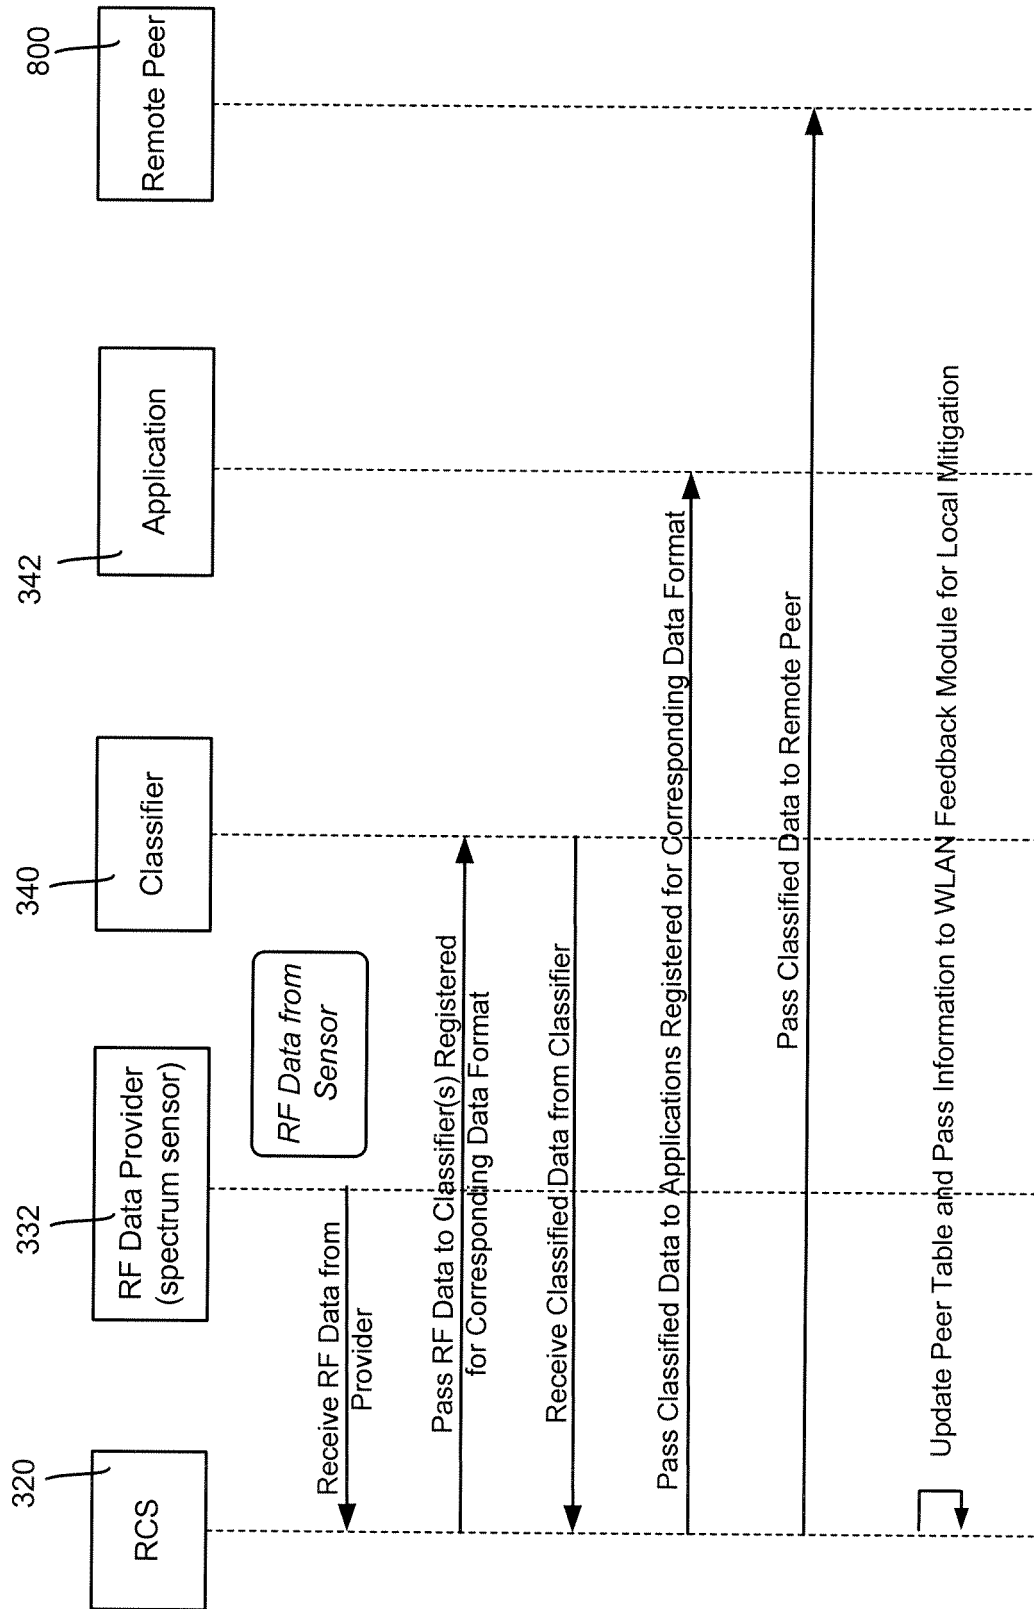 320
RCS
332
RF Data Provider
(spectrum sensor)
340
Classifier
342
Application
800
Remote Peer
RF Data from
Sensor
Receive RF Data from
Provider
Pass RF Data to Classifier(s) Registered
for Corresponding Data Format
Receive Classified Data from Classifier
Pass Classified Data to Applications Registered for Corresponding Data Format
Pass Classified Data to Remote Peer
Update Peer Table and Pass Information to WLAN Feedback Module for Local Mitigation